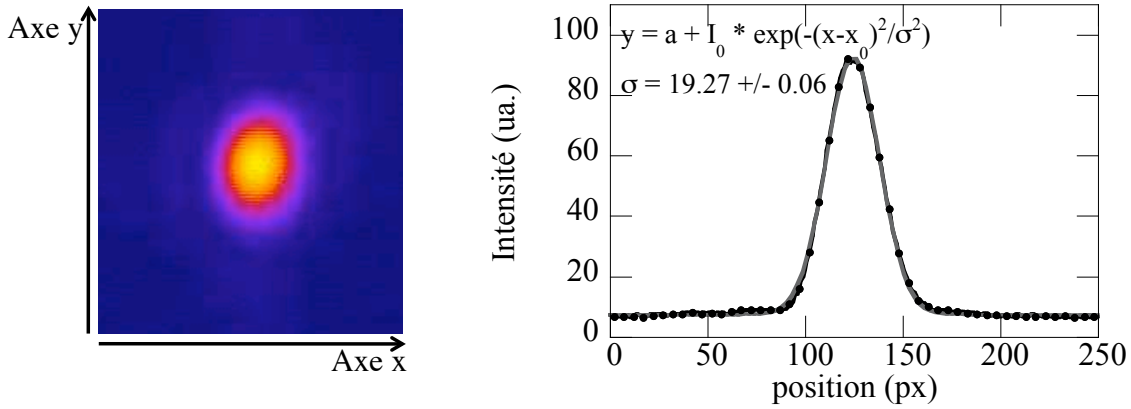 Axe y
Axe x
y = a + I₀ * exp(-(x-x₀)²/σ²)
σ = 19.27 +/- 0.06
Intensité (ua.)
100
80
60
40
20
0
0 50 100 150 200 250
position (px)